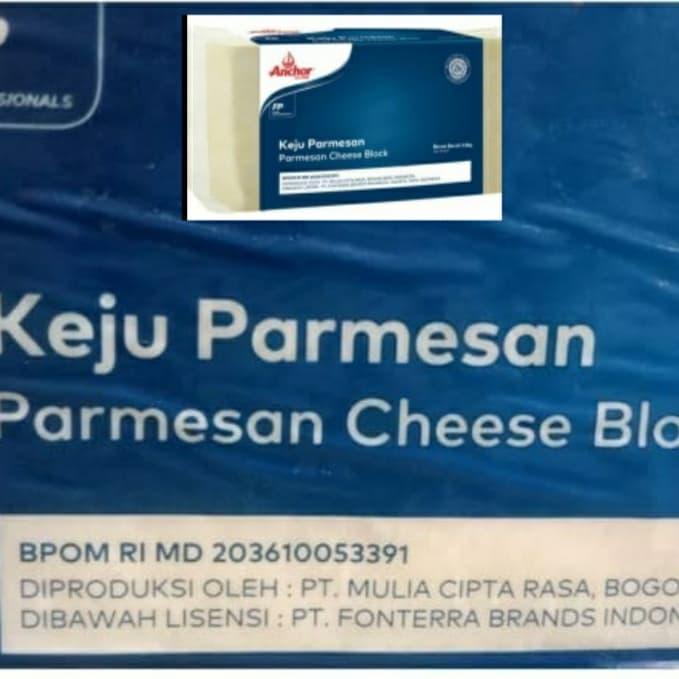 SIONALS
Anchor
FP
Keju Parmesan
Parmesan Cheese Block
Keju Parmesan
Parmesan Cheese Blo
BPOM RI MD 203610053391
DIPRODUKSI OLEH : PT. MULIA CIPTA RASA, BOGO
DIBAWAH LISENSI : PT. FONTERRA BRANDS INDON